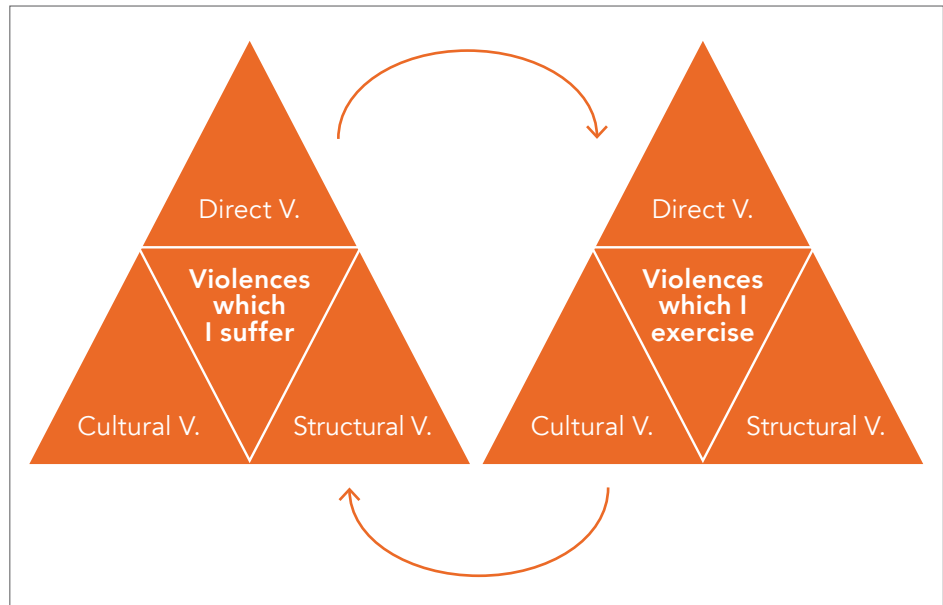 Direct V.
Violences
which
I suffer
Cultural V.
Structural V.
Direct V.
Violences
which I
exercise
Cultural V.
Structural V.